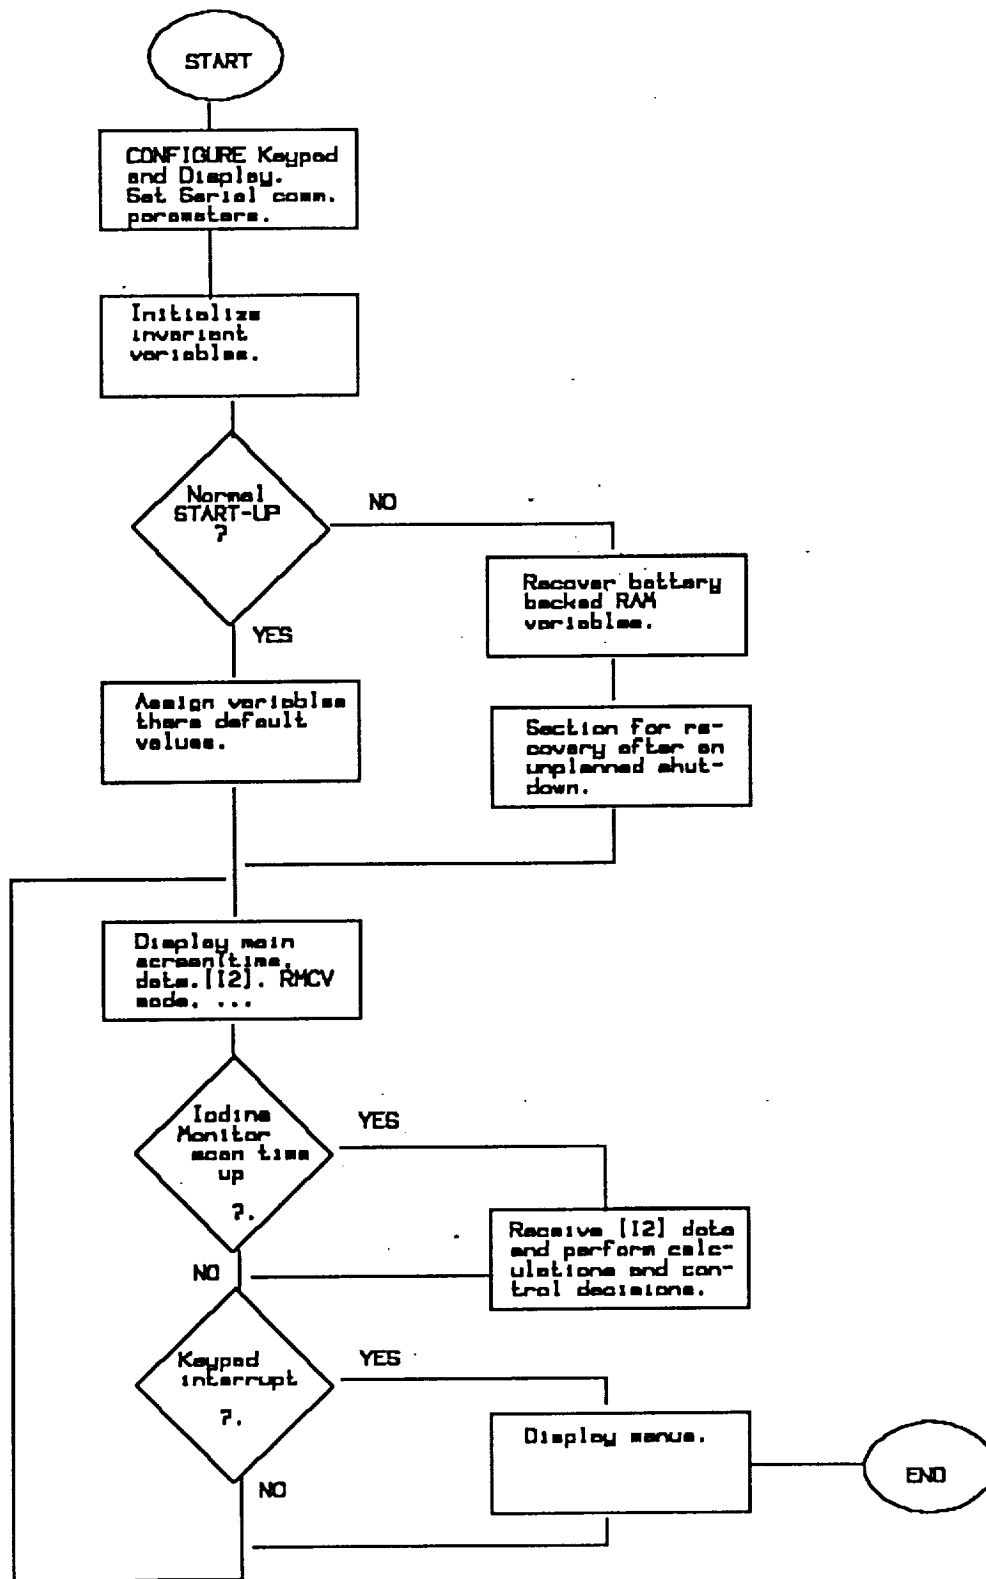 START
CONFIGURE Keypad
and Display.
Set Serial comm.
parameters.
Initialize
invariant
variables.
Normal
START-UP
?
NO
YES
Recover battery
backed RAM
variables.
Assign variables
there default
values.
Section for re-
covery after an
unplanned shut-
down.
Display main
screen(time,
date.[I2]. RMCV
mode. ...
Iodine
Monitor
scan time
up
?.
YES
NO
Receive [I2] data
and perform calc-
ulations and con-
trol decisions.
Keypad
interrupt
?.
YES
NO
Display menus.
END